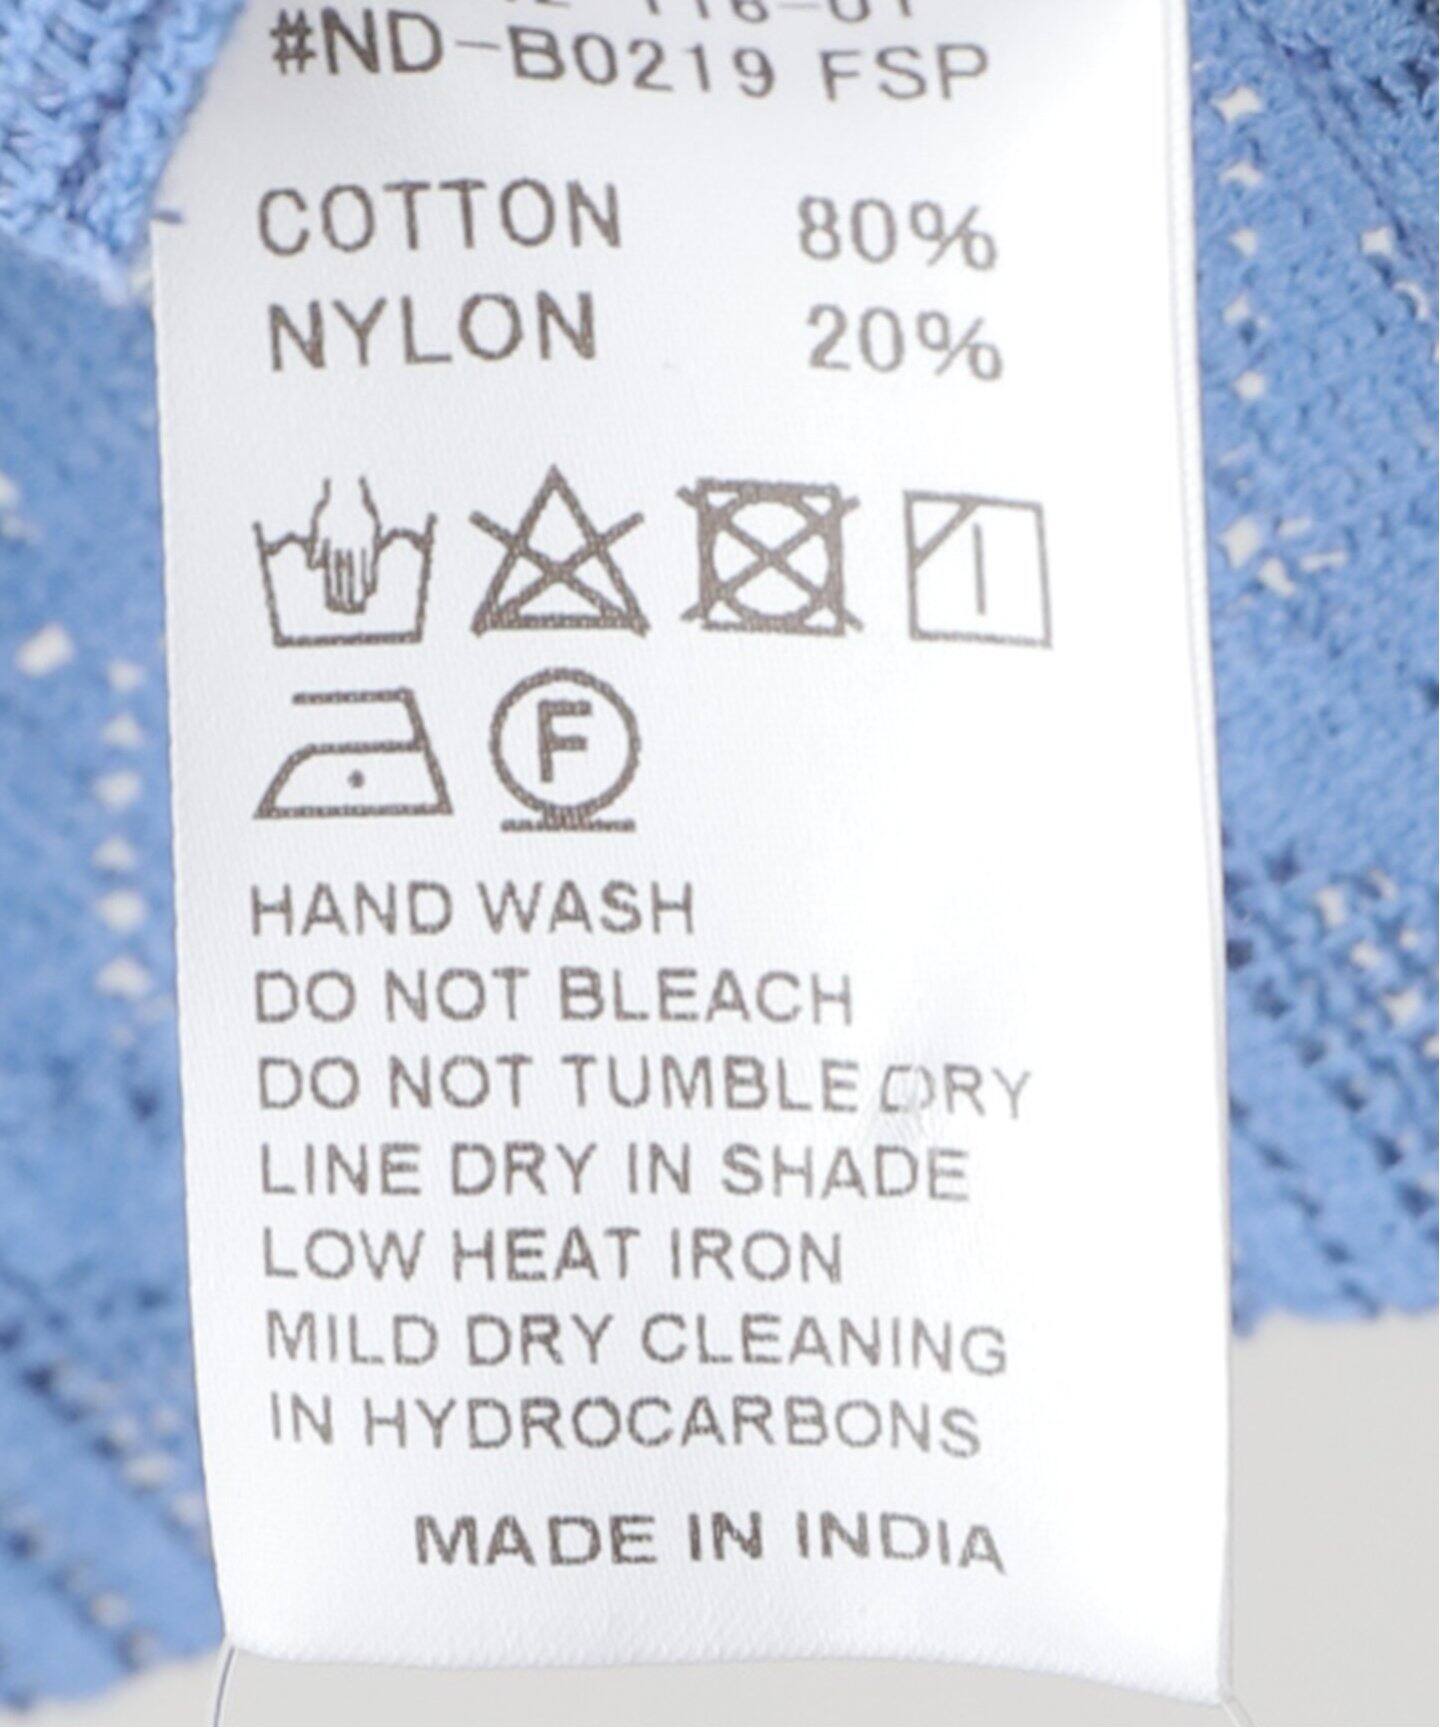 #ND-B0219 FSP
COTTON 80%
NYLON 20%
F
HAND WASH
DO NOT BLEACH
DO NOT TUMBLE DRY
LINE DRY IN SHADE
LOW HEAT IRON
MILD DRY CLEANING
IN HYDROCARBONS
MADE IN INDIA